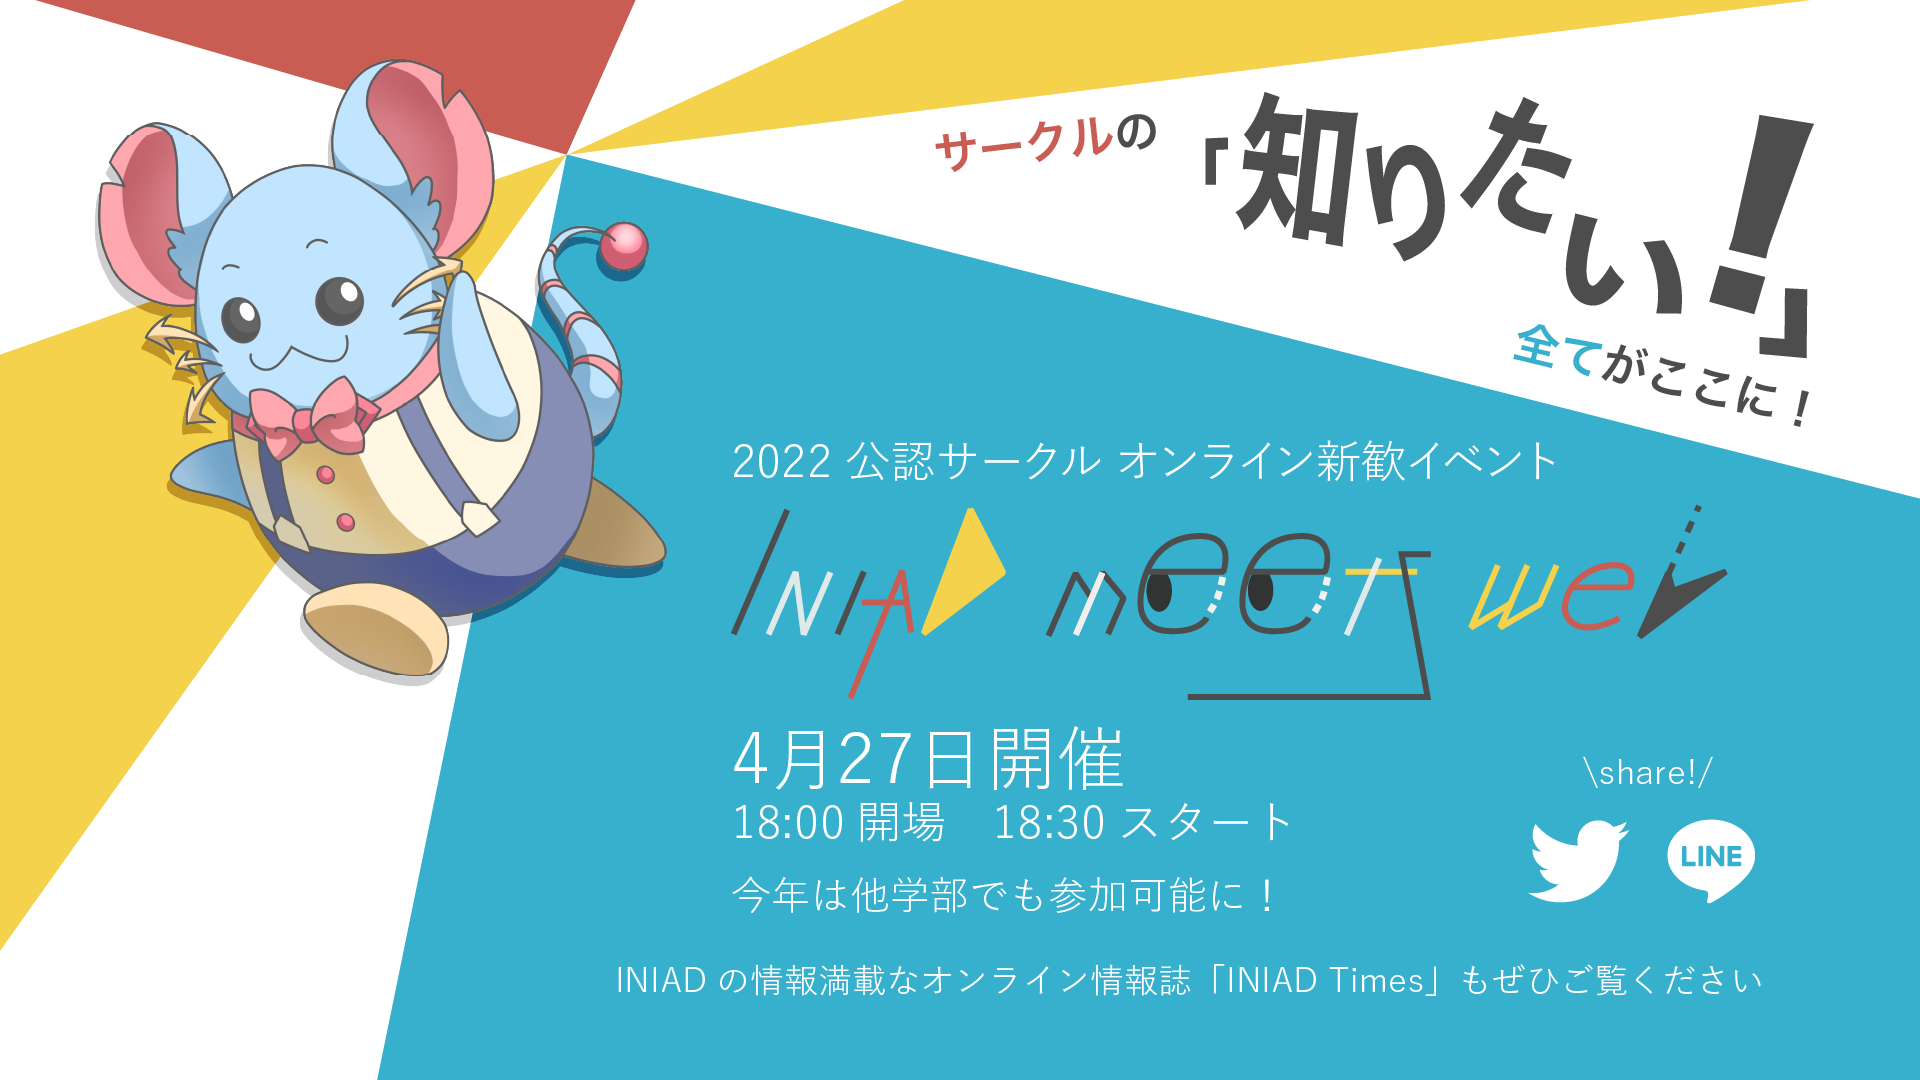 サークルの
「知りたい!」
全てがここに！
2022 公認サークル オンライン新歓イベント
INIAD meet wel
4月27日開催
18:00 開場　18:30 スタート
\share!/
LINE
今年は他学部でも参加可能に！
INIAD の情報満載なオンライン情報誌「INIAD Times」もぜひご覧ください